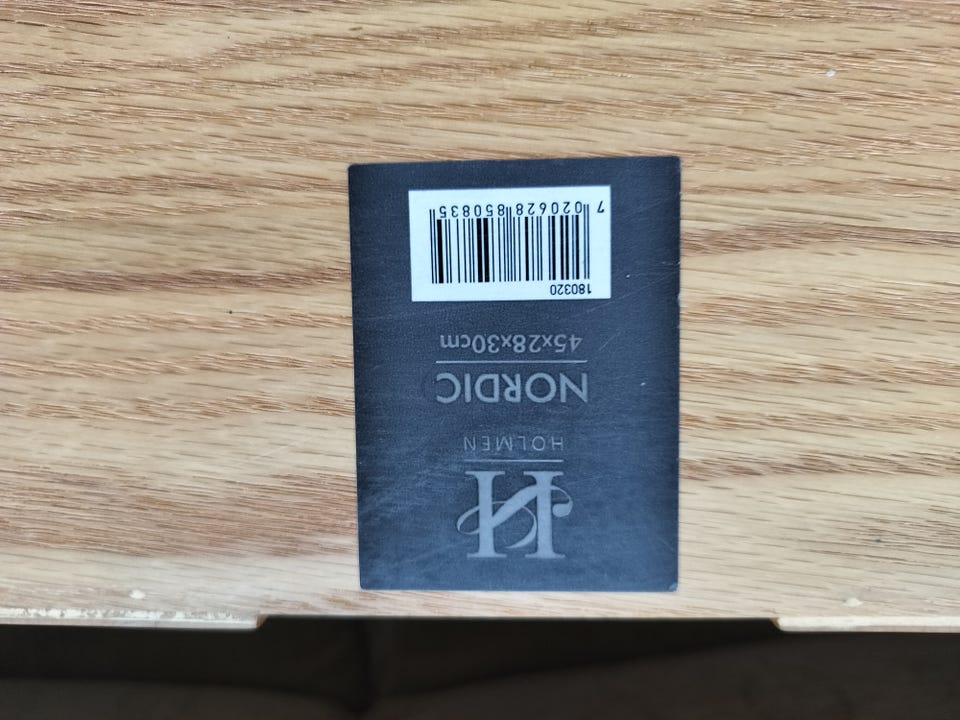 H
HOLMEN
NORDIC
45x28x30cm
180320
7 020628 850835